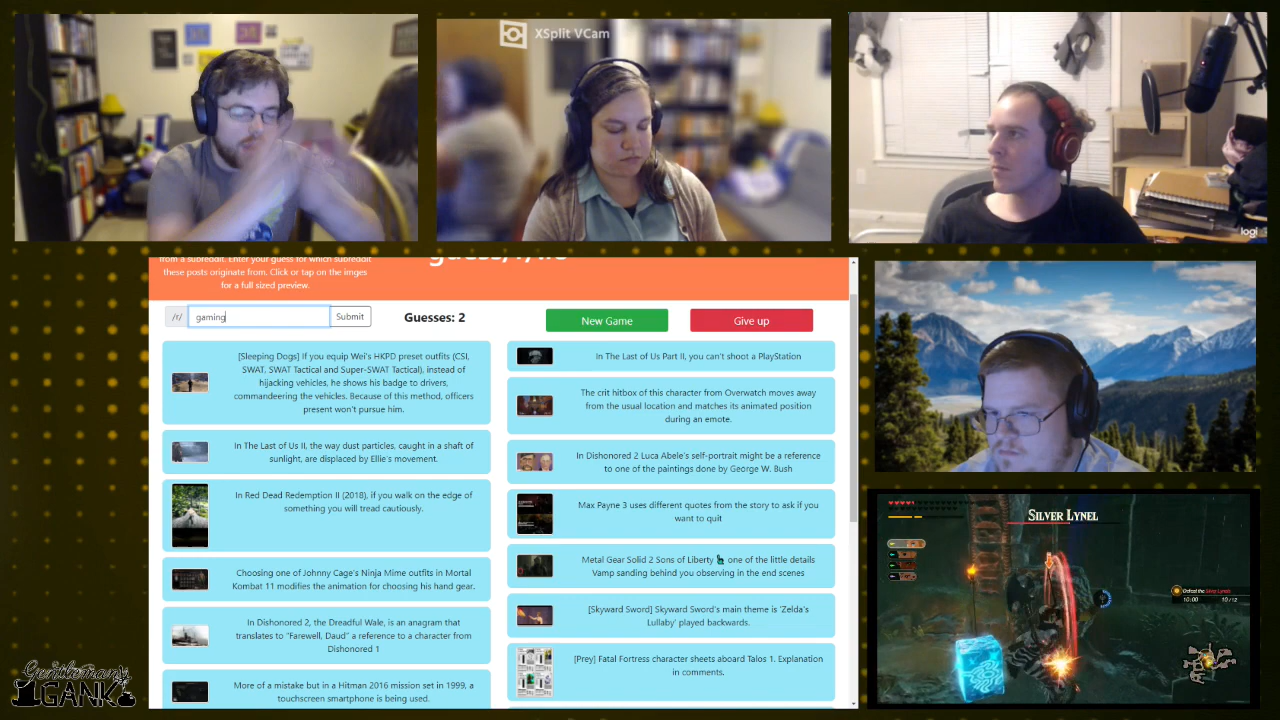 XSplit VCam
logi
from a subreddit. Enter your guess for which subreddit
these posts originate from. Click or tap on the imges
for a full sized preview.
/r/
gaming
Submit
Guesses: 2
New Game
Give up
[Sleeping Dogs] If you equip Wei's HKPD preset outfits (CSI,
SWAT, SWAT Tactical and Super-SWAT Tactical), instead of
hijacking vehicles, he shows his badge to drivers,
commandeering the vehicles. Because of this method, officers
present won't pursue him.
In The Last of Us II, the way dust particles, caught in a shaft of
sunlight, are displaced by Ellie's movement.
In Red Dead Redemption II (2018), if you walk on the edge of
something you will tread cautiously.
Choosing one of Johnny Cage's Ninja Mime outfits in Mortal
Kombat 11 modifies the animation for choosing his hand gear.
In Dishonored 2, the Dreadful Wale, is an anagram that
translates to "Farewell, Daud" a reference to a character from
Dishonored 1
More of a mistake but in a Hitman 2016 mission set in 1999, a
touchscreen smartphone is being used.
In The Last of Us Part II, you can't shoot a PlayStation
The crit hitbox of this character from Overwatch moves away
from the usual location and matches its animated position
during an emote.
In Dishonored 2 Luca Abele's self-portrait might be a reference
to one of the paintings done by George W. Bush
Max Payne 3 uses different quotes from the story to ask if you
want to quit
Metal Gear Solid 2 Sons of Liberty 🗽 one of the little details
Vamp sanding behind you observing in the end scenes
[Skyward Sword] Skyward Sword's main theme is 'Zelda's
Lullaby' played backwards.
[Prey] Fatal Fortress character sheets aboard Talos 1. Explanation
in comments.
SILVER LYNEL
Defeat the Silver Lynels
10:00 10/12
The
Gentleman's
GANK